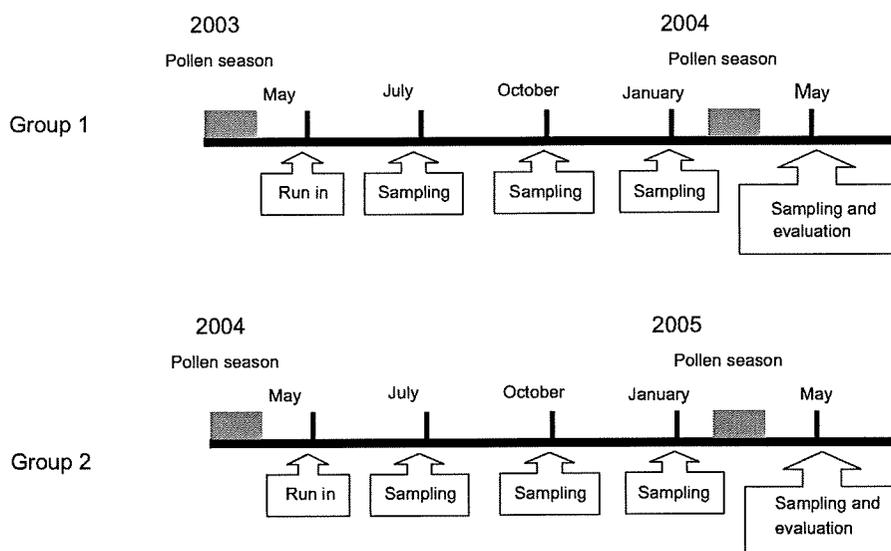 2003 2004
Pollen season Pollen season
May July October January May
Group 1
Run in Sampling Sampling Sampling Sampling and
evaluation
2004 2005
Pollen season Pollen season
May July October January May
Group 2
Run in Sampling Sampling Sampling Sampling and
evaluation